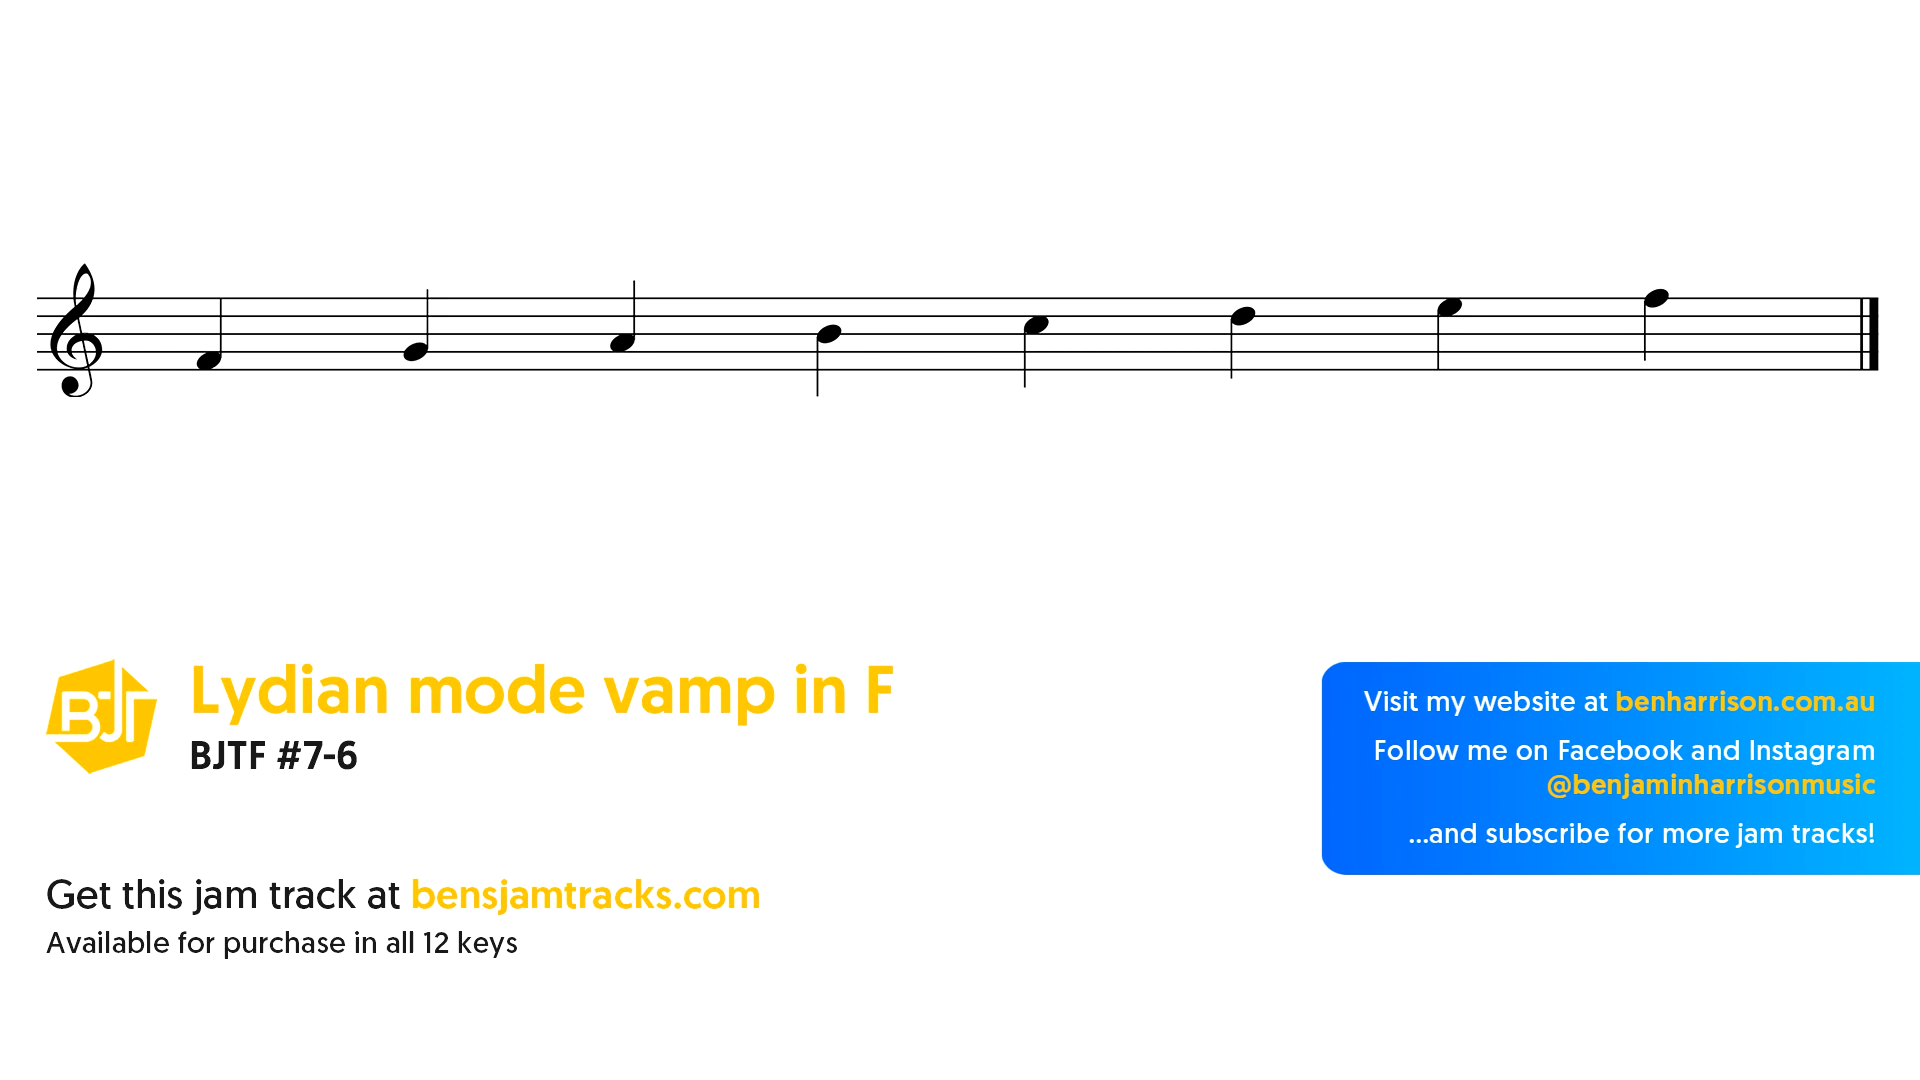 BJT
Lydian mode vamp in F
BJTF #7-6
Get this jam track at bensjamtracks.com
Available for purchase in all 12 keys
Visit my website at benharrison.com.au
Follow me on Facebook and Instagram
@benjaminharrisonmusic
...and subscribe for more jam tracks!